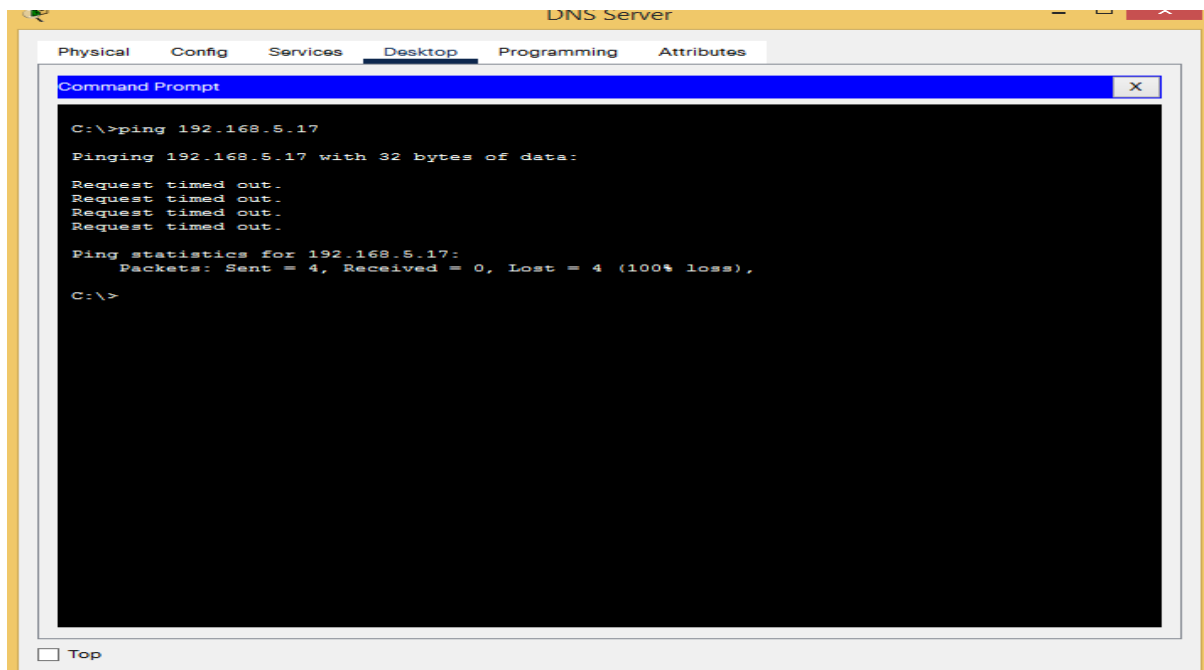 DNS Server
Physical Config Services Desktop Programming Attributes
Command Prompt
X
C:\>ping 192.168.5.17
Pinging 192.168.5.17 with 32 bytes of data:
Request timed out.
Request timed out.
Request timed out.
Request timed out.
Ping statistics for 192.168.5.17:
    Packets: Sent = 4, Received = 0, Lost = 4 (100% loss),
C:\>
Top